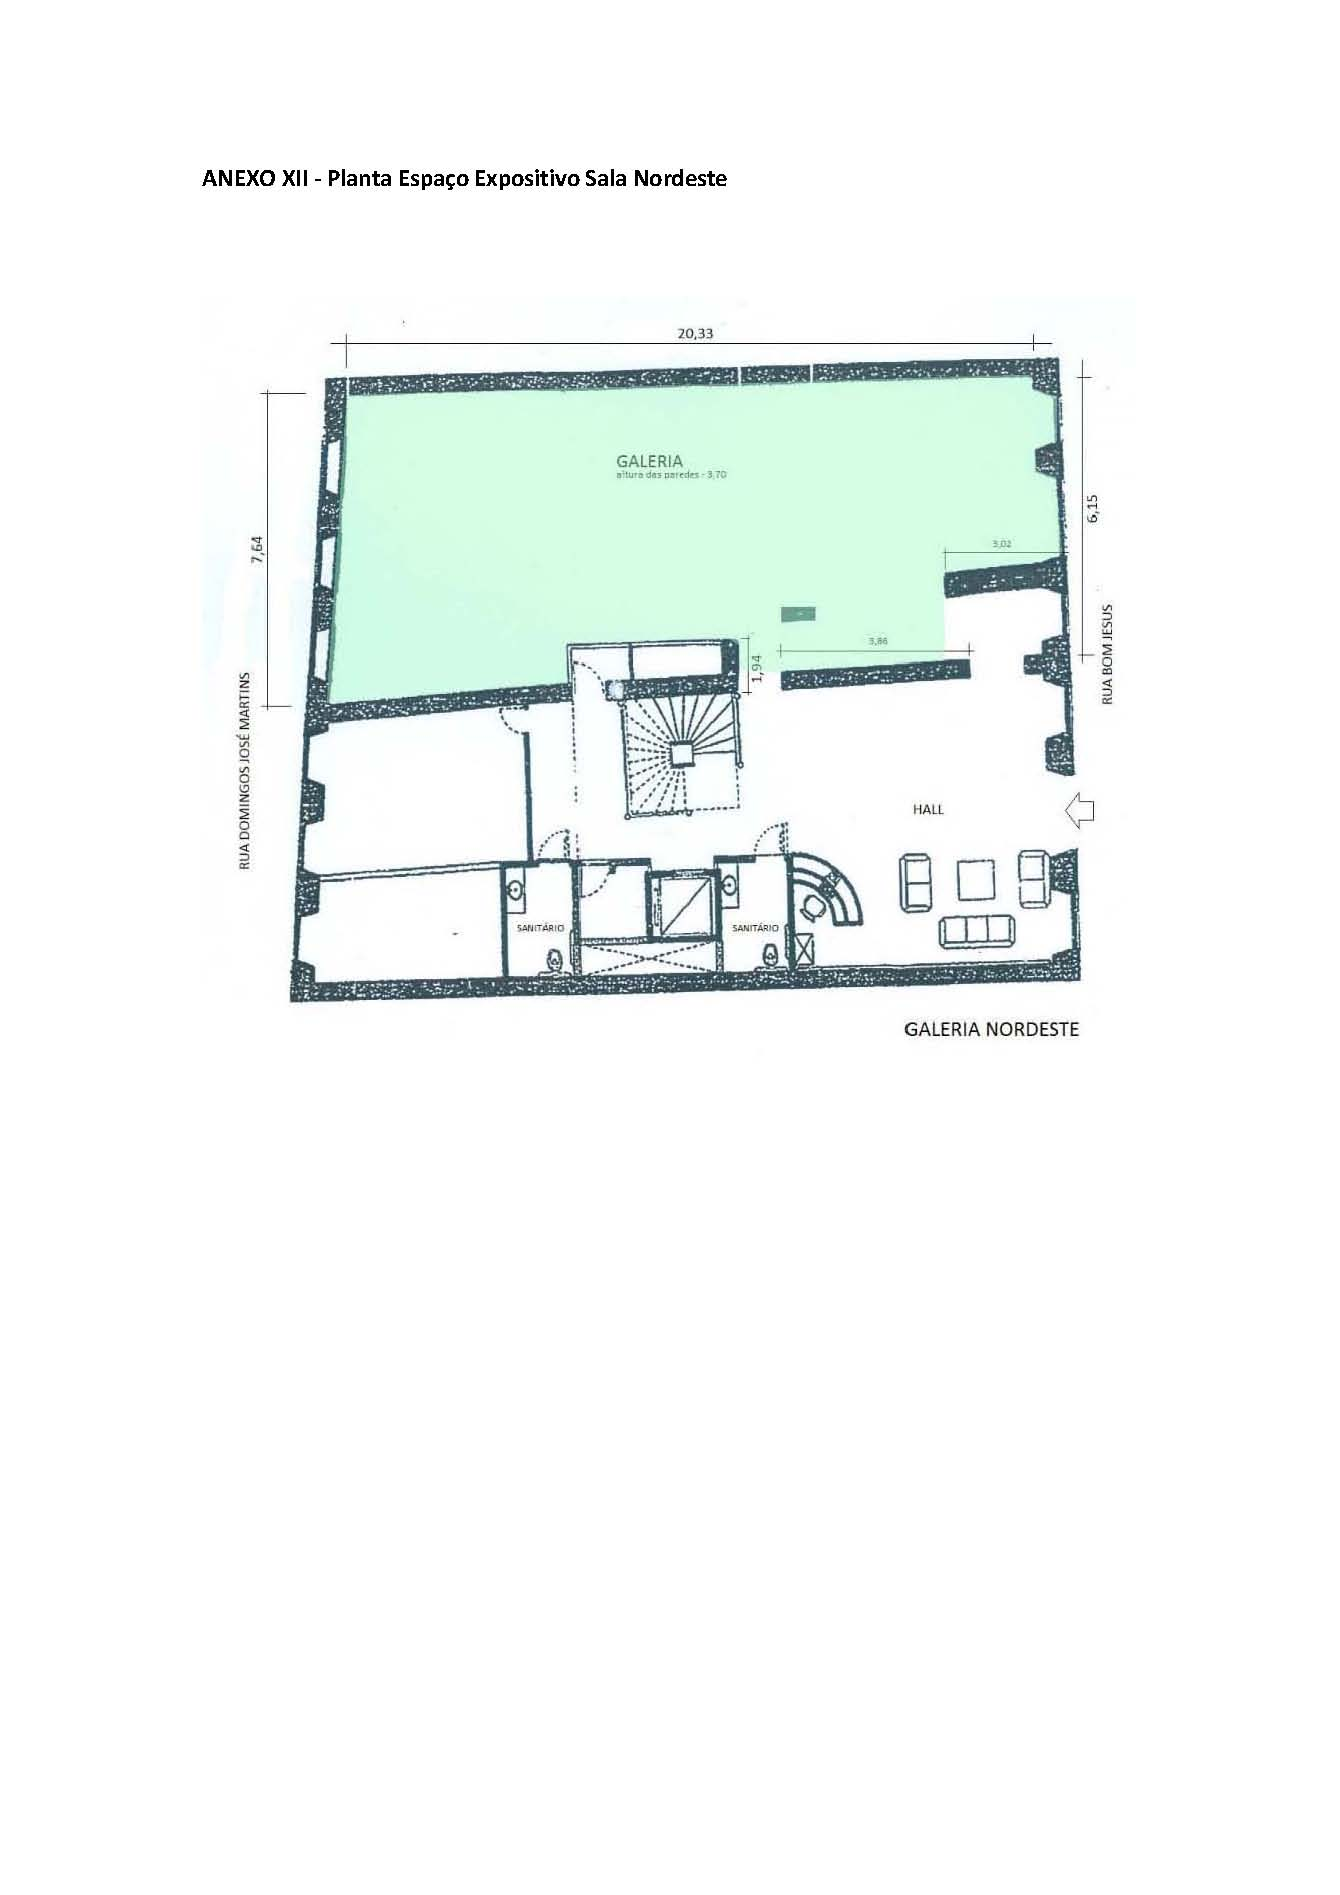 ANEXO XII - Planta Espaço Expositivo Sala Nordeste
20,33
GALERIA
altura das paredes - 3,70
7,64
6,15
3,02
3,86
1,94
RUA BOM JESUS
RUA DOMINGOS JOSÉ MARTINS
HALL
SANITÁRIO
SANITÁRIO
GALERIA NORDESTE